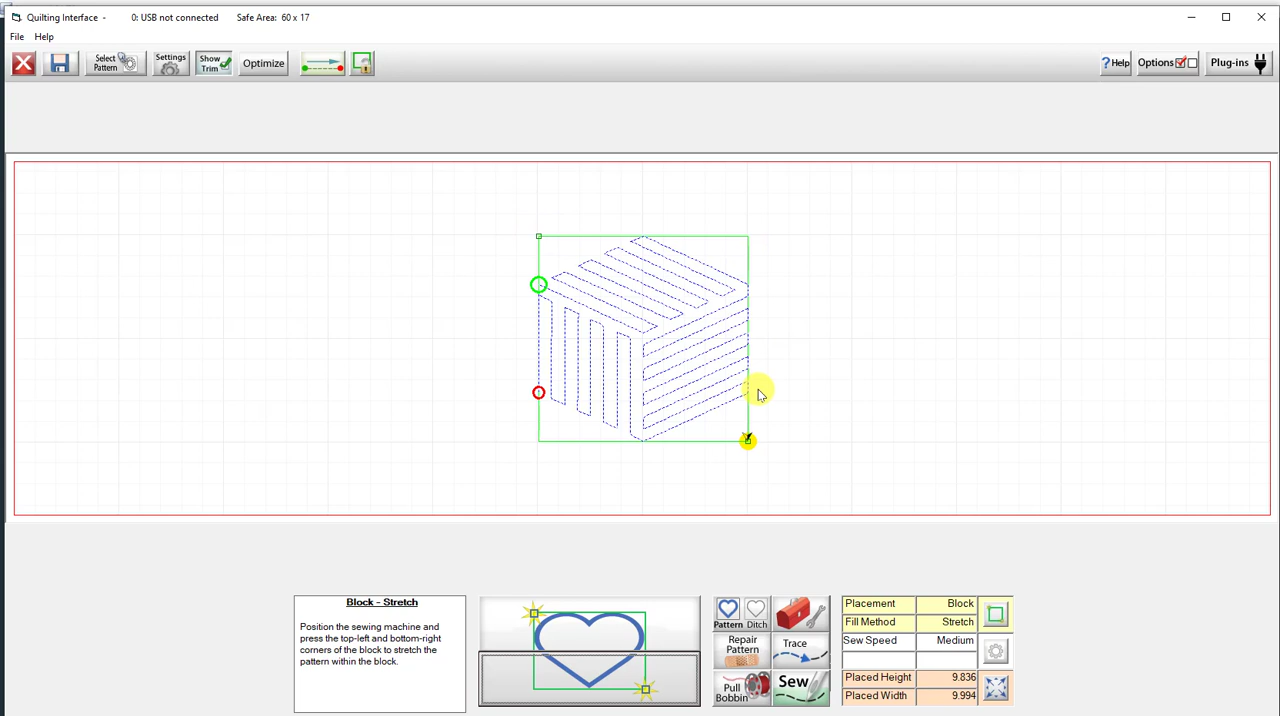 Quilting Interface -
0: USB not connected
Safe Area: 60 x 17
File
Help
Select
Pattern
Settings
Show
Trim
Optimize
?Help
Options
Plug-ins
Block - Stretch
Position the sewing machine and
press the top-left and bottom-right
corners of the block to stretch the
pattern within the block.
Pattern
Ditch
Repair
Pattern
Trace
Pull
Bobbin
Sew
Placement Block
Fill Method Stretch
Sew Speed Medium
Placed Height 9.836
Placed Width 9.994